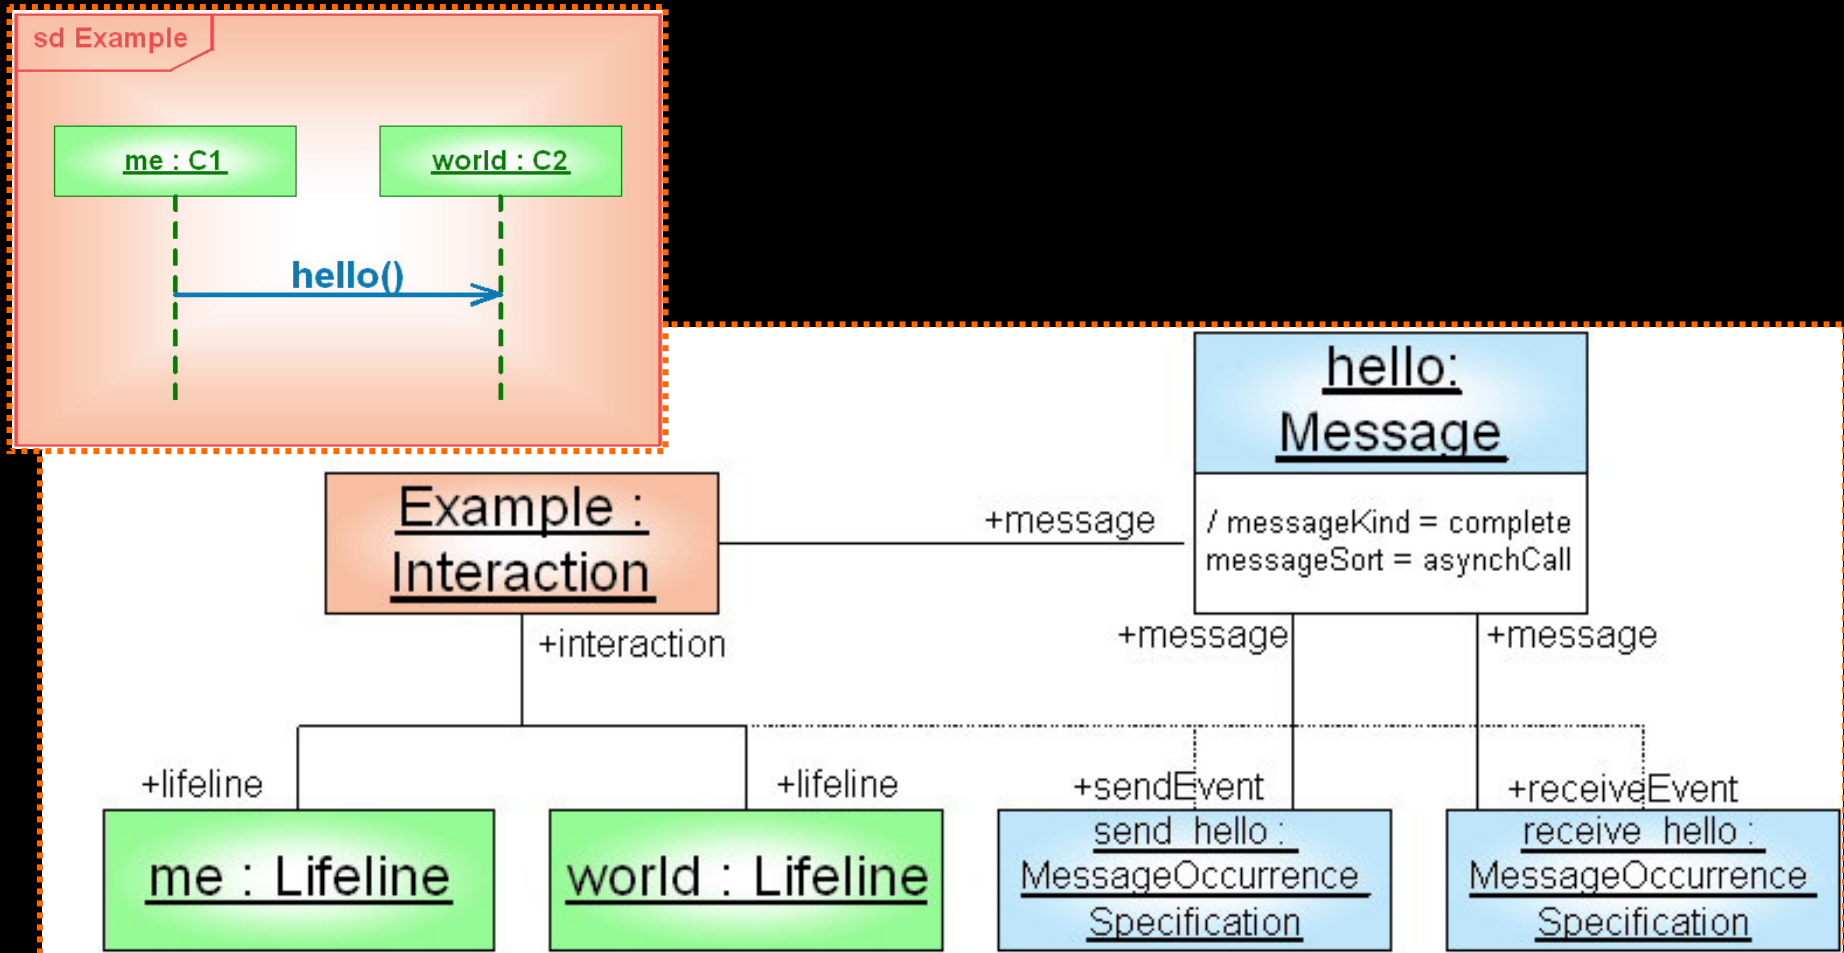 sd Example
me : C1
world : C2
hello()
hello:
Message
/ messageKind = complete
messageSort = asynchCall
Example :
Interaction
+message
+interaction
+message
+message
+lifeline
+lifeline
+sendEvent
+receiveEvent
me : Lifeline
world : Lifeline
send_hello :
MessageOccurrence
Specification
receive_hello :
MessageOccurrence
Specification